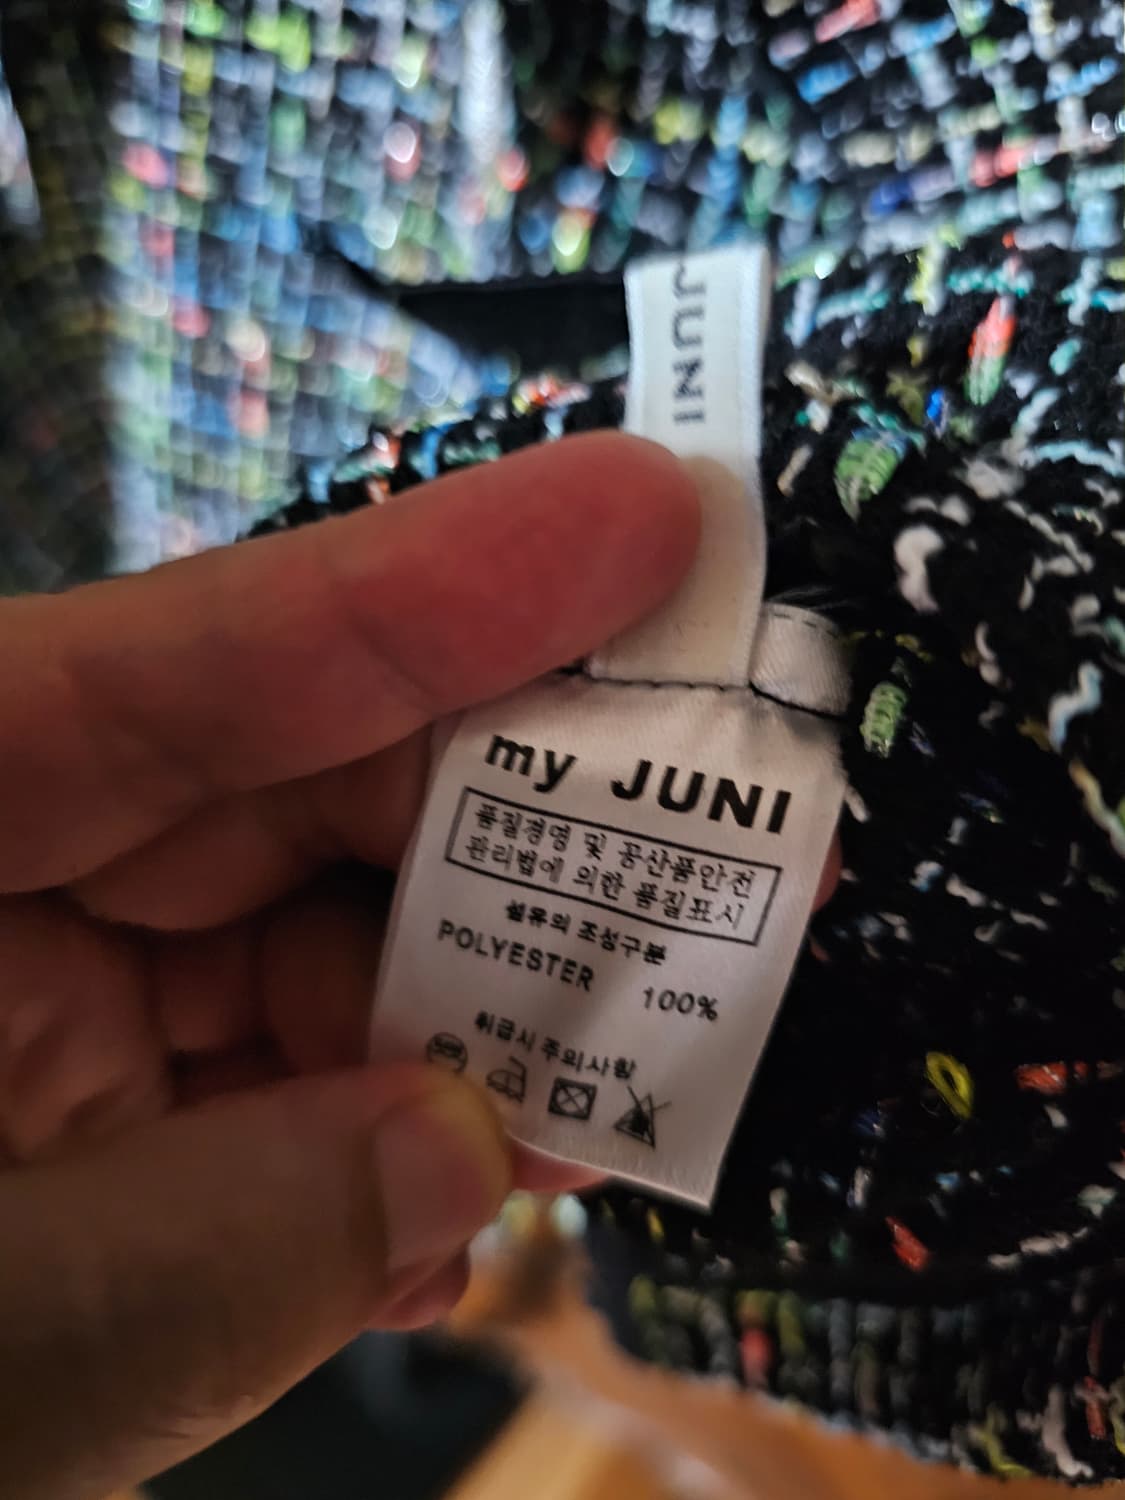 JUNI
my JUNI
품질경영 및 공산품안전
관리법에 의한 품질표시
섬유의 조성구분
POLYESTER 100%
취급시 주의사항